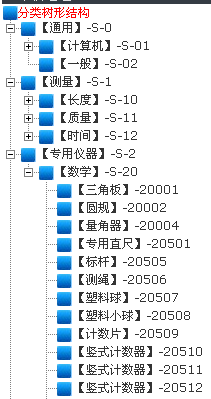 分类树形结构
【通用】-S-0
【计算机】-S-01
【一般】-S-02
【测量】-S-1
【长度】-S-10
【质量】-S-11
【时间】-S-12
【专用仪器】-S-2
【数学】-S-20
【三角板】-20001
【圆规】-20002
【量角器】-20004
【专用直尺】-20501
【标杆】-20505
【测绳】-20506
【塑料球】-20507
【塑料小球】-20508
【计数片】-20509
【竖式计数器】-20510
【竖式计数器】-20511
【竖式计数器】-20512